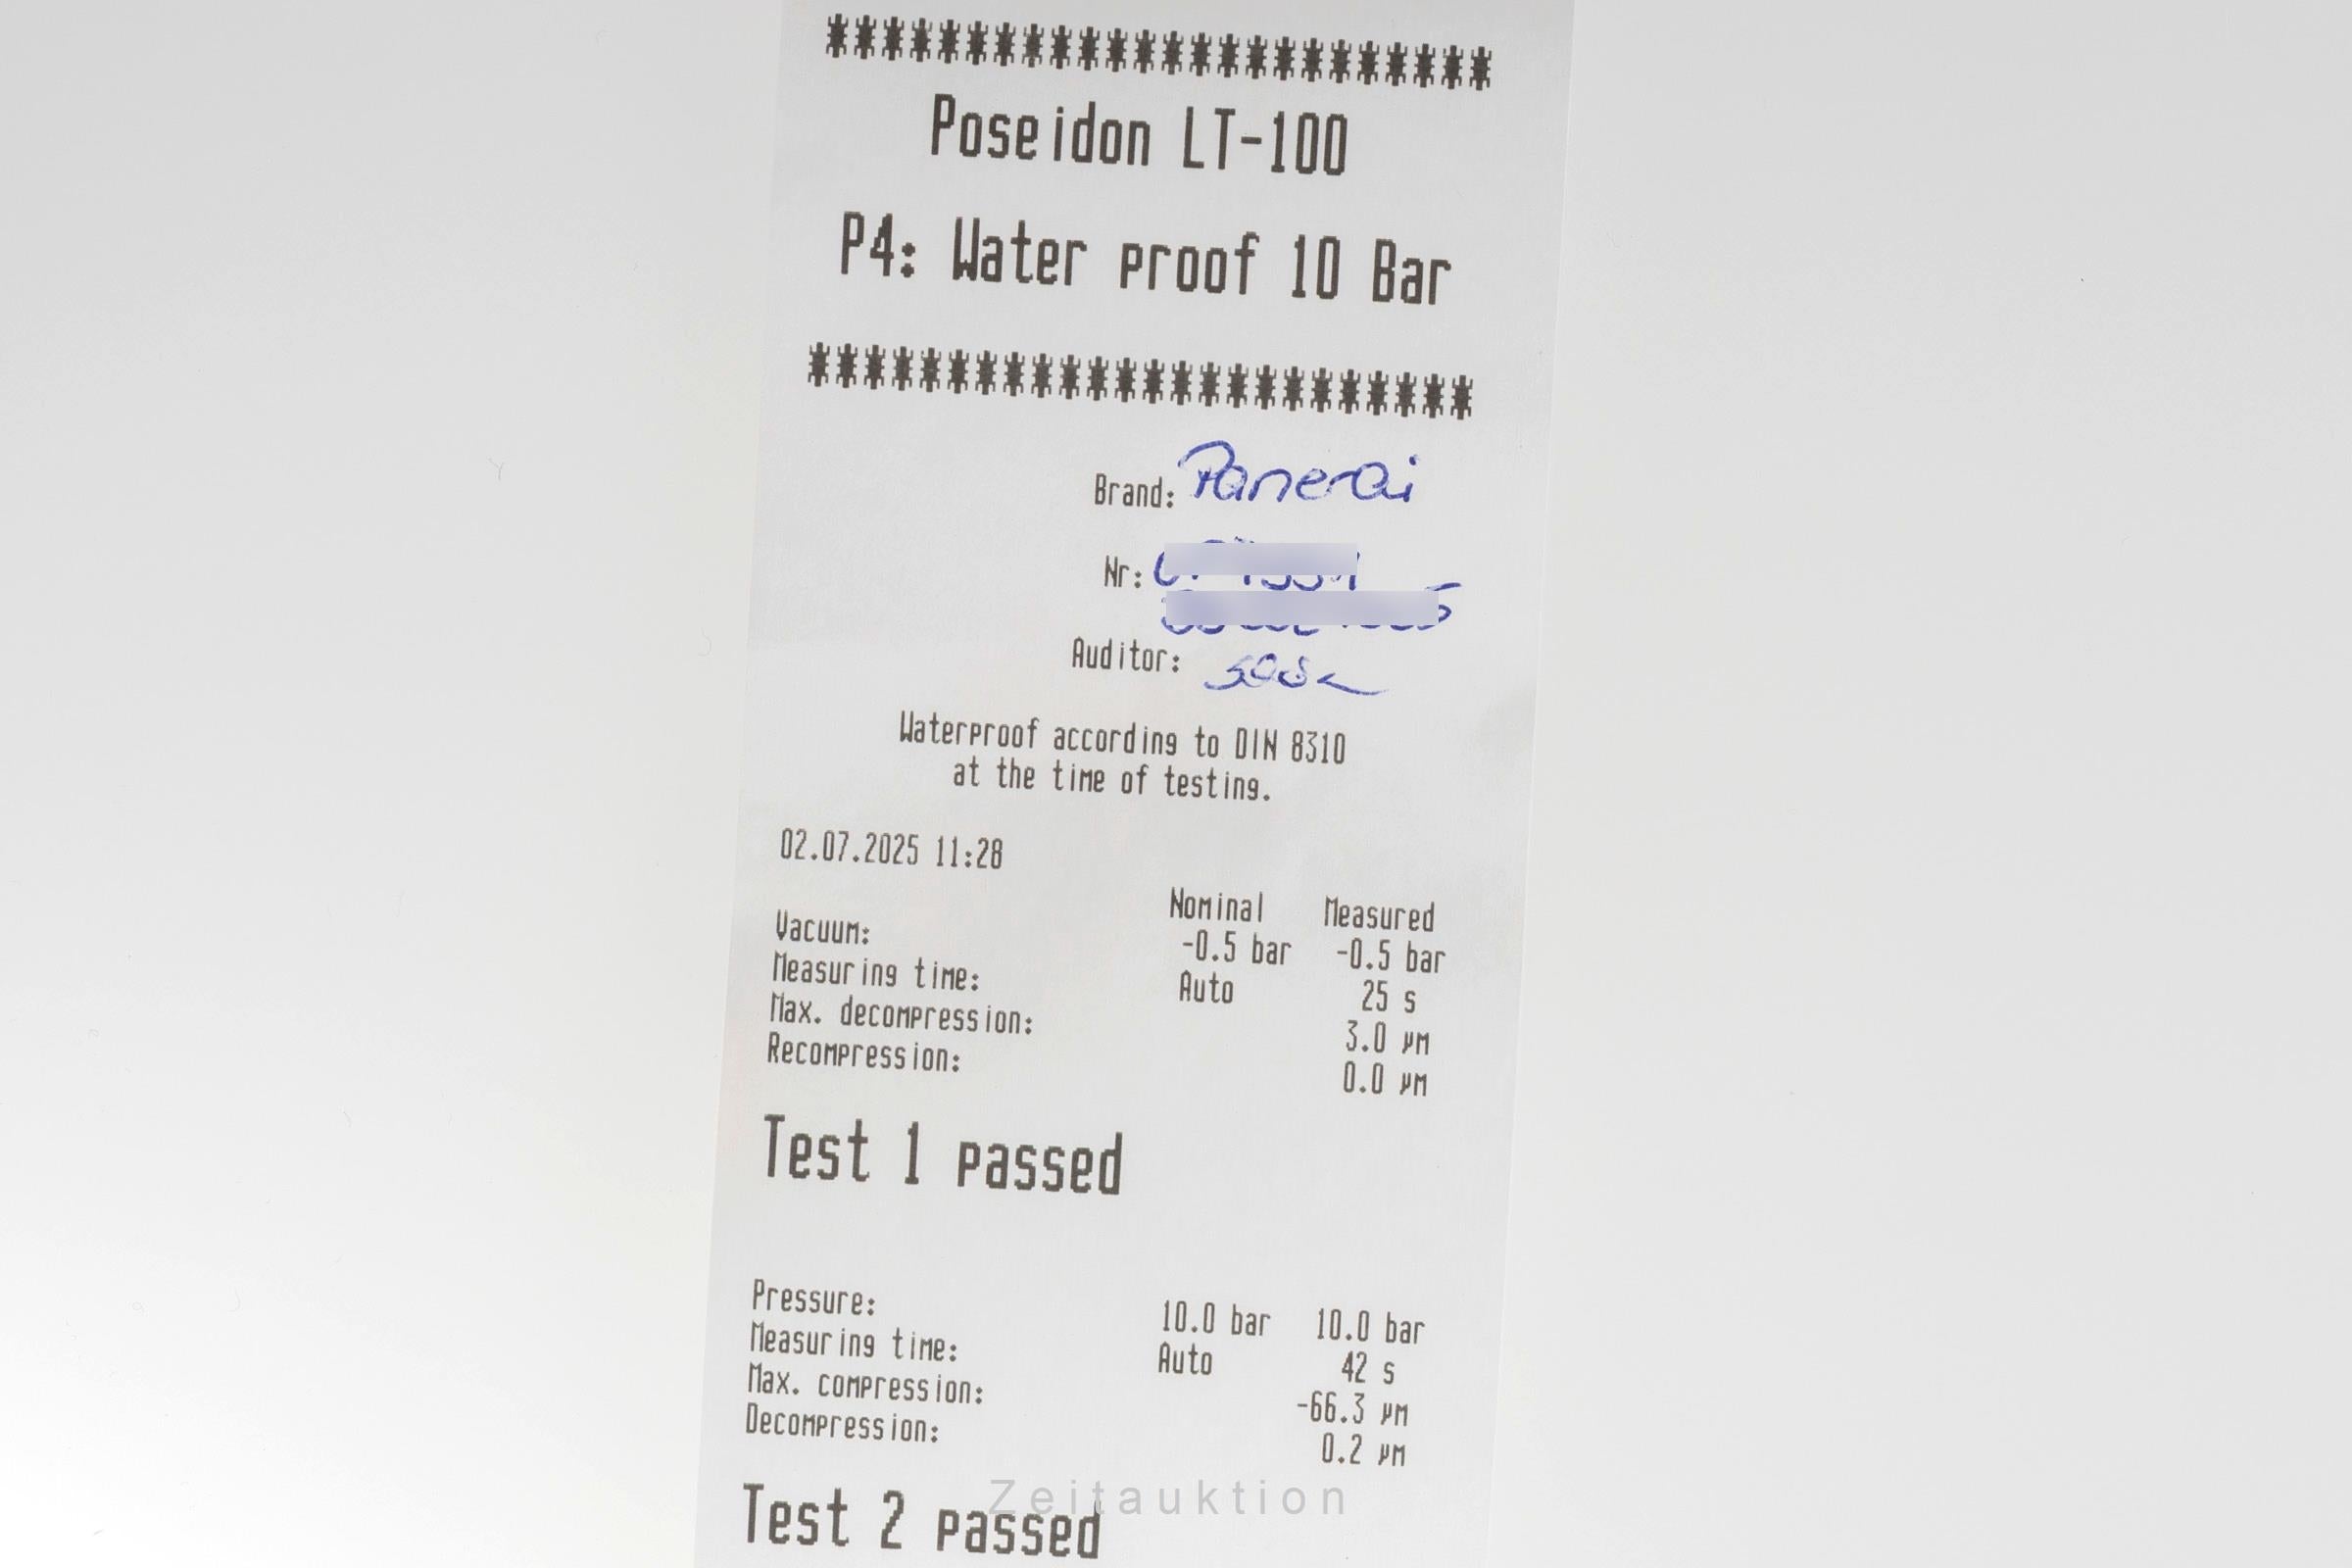 ************************
Poseidon LT-100
P4: Water proof 10 Bar
************************
Brand: Panerai
Nr:
Auditor:
Waterproof according to DIN 8310
at the time of testing.
02.07.2025 11:28
Nominal Measured
Vacuum: -0.5 bar -0.5 bar
Measuring time: Auto 25 s
Max. decompression: 3.0 µm
Recompression: 0.0 µm
Test 1 passed
Pressure: 10.0 bar 10.0 bar
Measuring time: Auto 42 s
Max. compression: -66.3 µm
Decompression: 0.2 µm
Test 2 passed
Zeitauktion